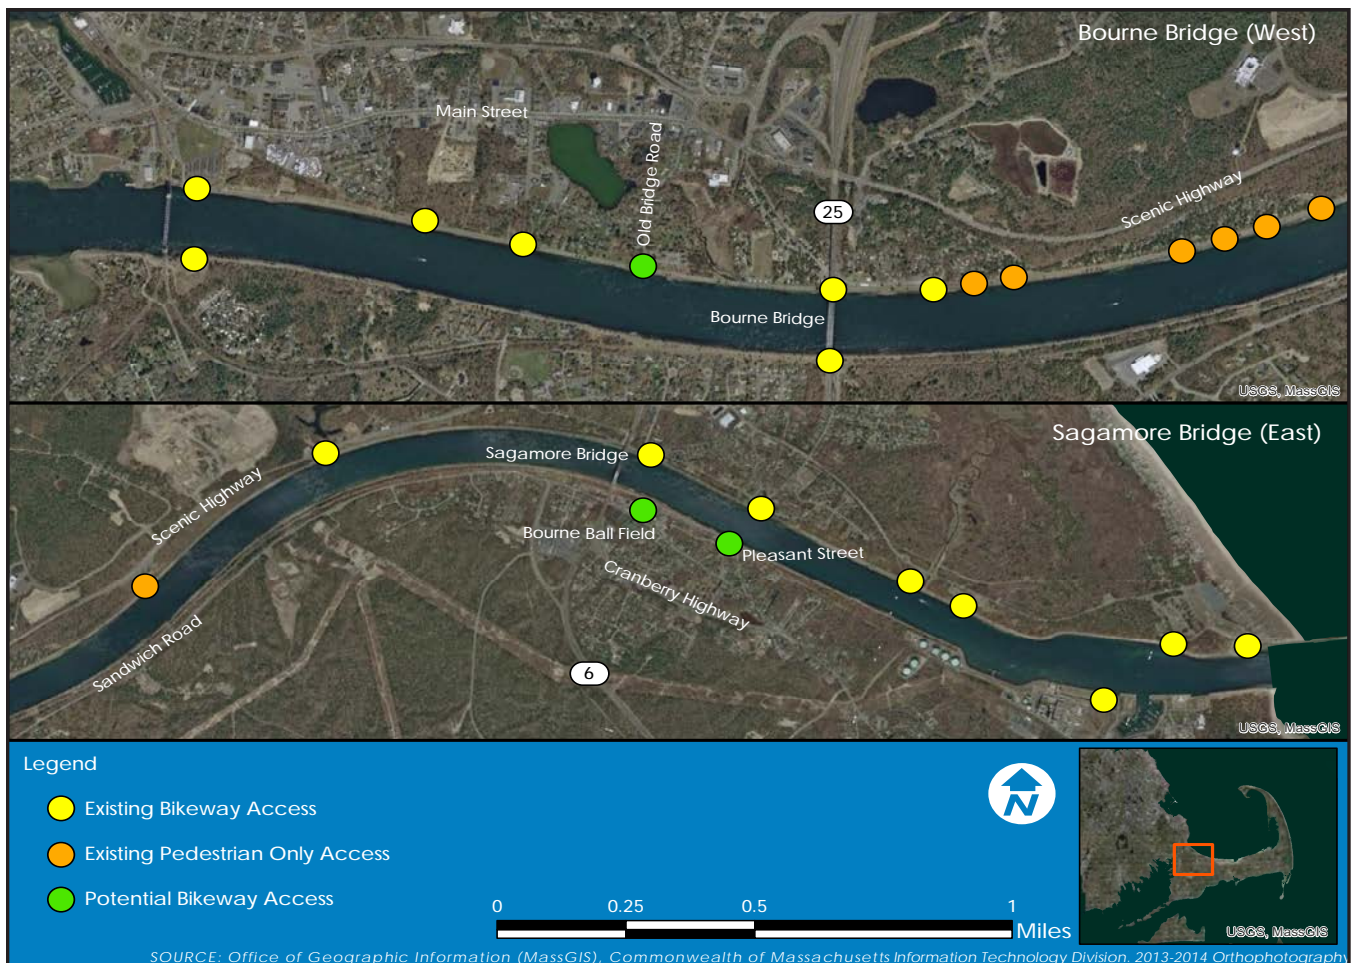 Bourne Bridge (West)
Main Street
Old Bridge Road
25
Scenic Highway
Bourne Bridge
USGS, MassGIS
Sagamore Bridge (East)
Sagamore Bridge
Scenic Highway
Bourne Ball Field
Pleasant Street
Cranberry Highway
Sandwich Road
6
USGS, MassGIS
Legend
Existing Bikeway Access
Existing Pedestrian Only Access
Potential Bikeway Access
N
0 0.25 0.5 1
Miles
USGS, MassGIS
SOURCE: Office of Geographic Information (MassGIS), Commonwealth of Massachusetts Information Technology Division. 2013-2014 Orthophotography